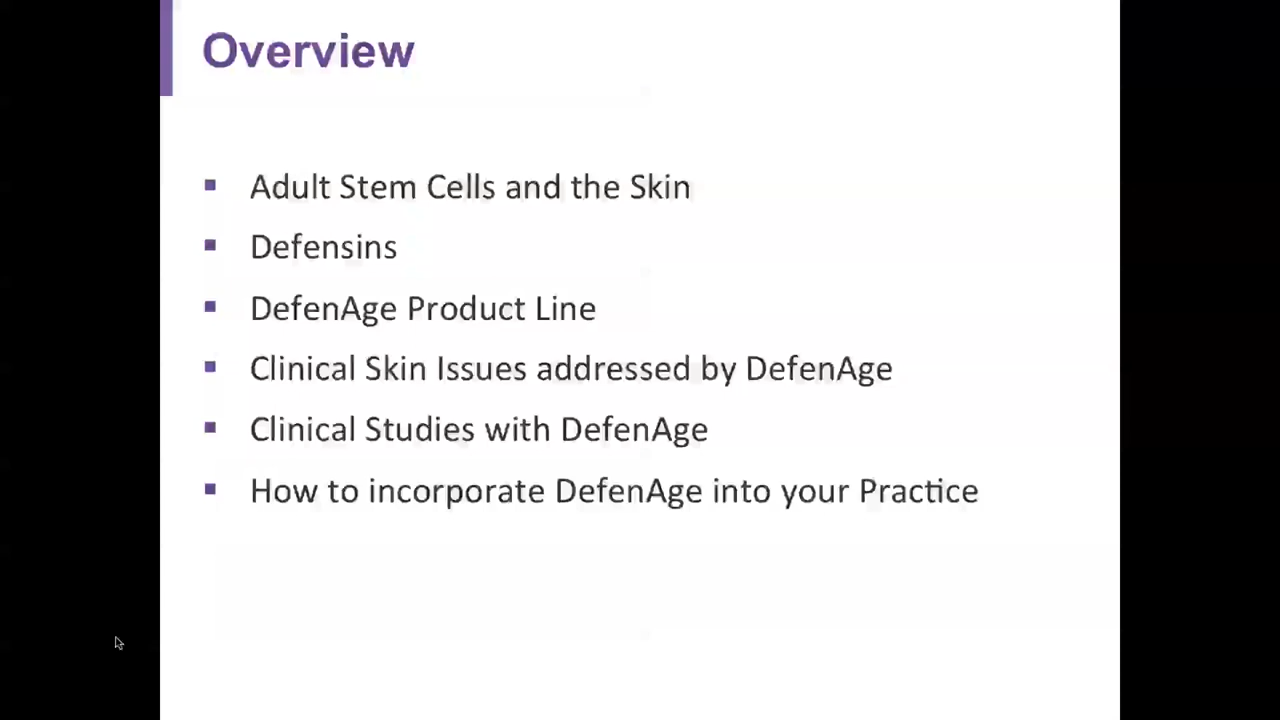 Overview
Adult Stem Cells and the Skin
Defensins
DefenAge Product Line
Clinical Skin Issues addressed by DefenAge
Clinical Studies with DefenAge
How to incorporate DefenAge into your Practice